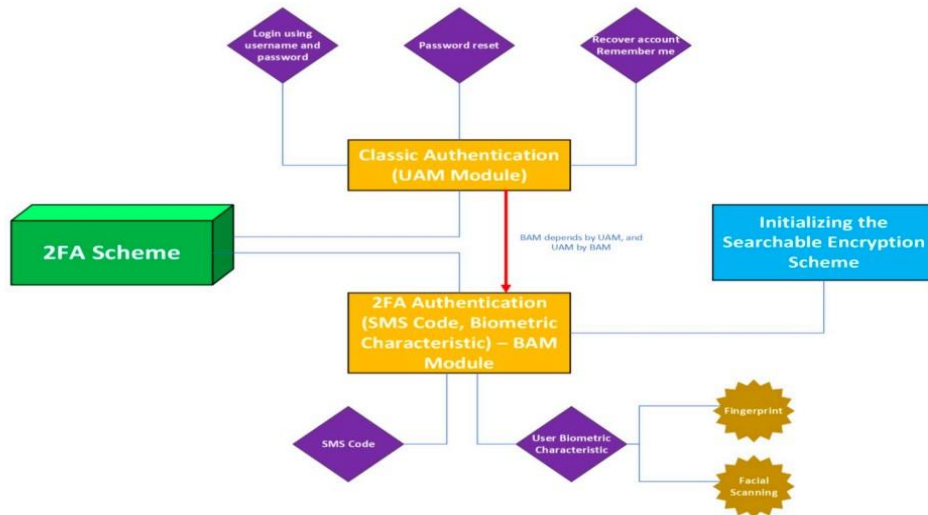 Login using
username and
password
Password reset
Recover account
Remember me
Classic Authentication
(UAM Module)
2FA Scheme
BAM depends by UAM, and
UAM by BAM
Initializing the
Searchable Encryption
Scheme
2FA Authentication
(SMS Code, Biometric
Characteristic) – BAM
Module
SMS Code
User Biometric
Characteristic
Fingerprint
Facial
Scanning